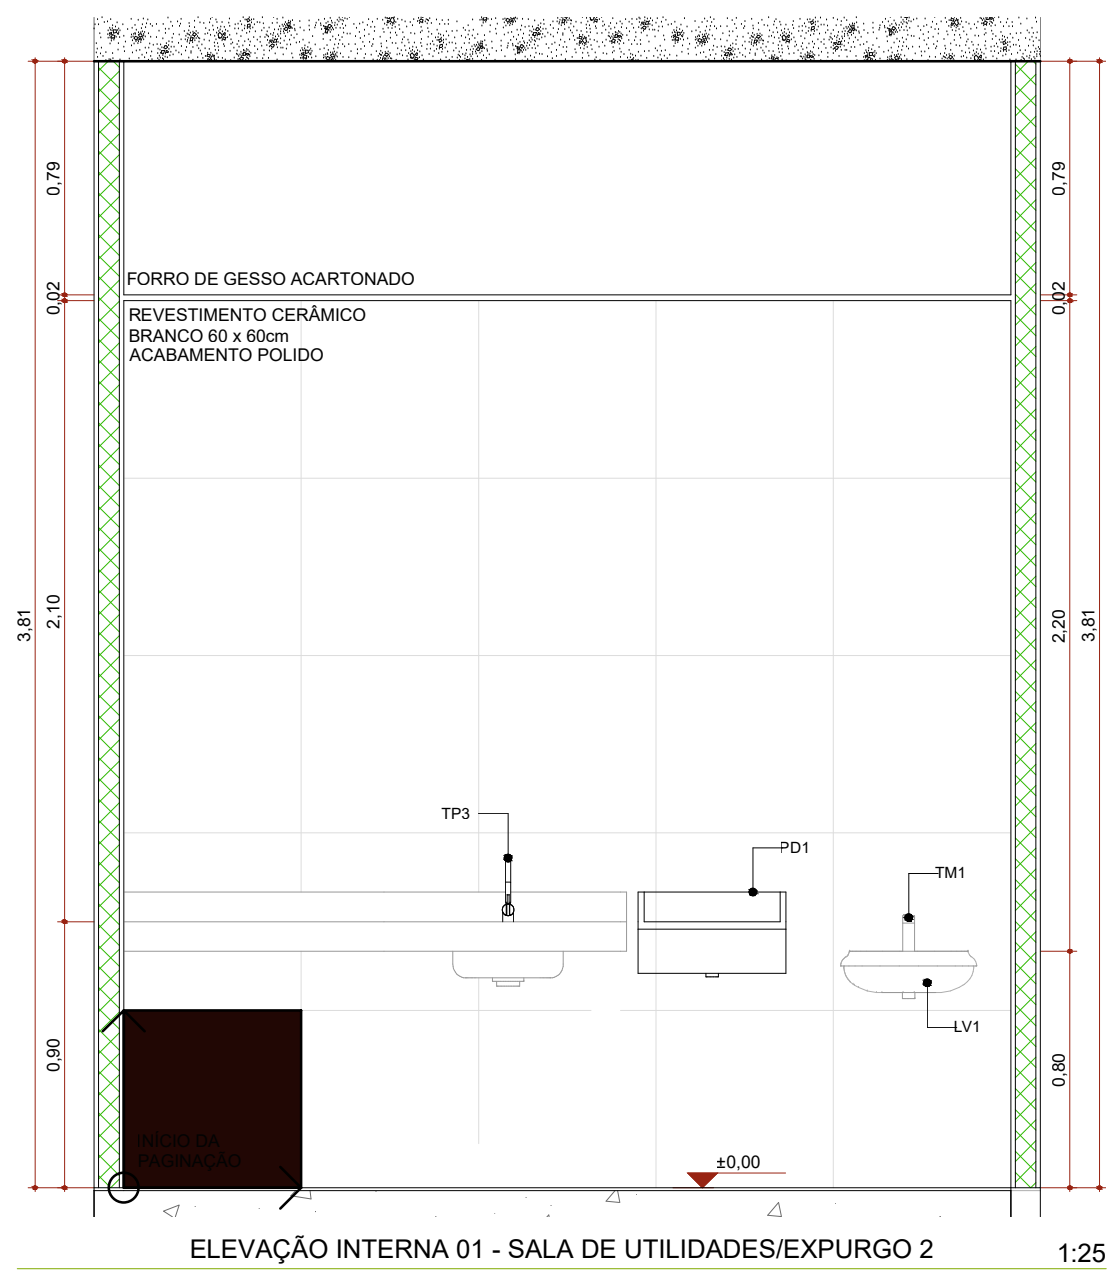 0,79
0,79
FORRO DE GESSO ACARTONADO
0,02
0,02
REVESTIMENTO CERÂMICO
BRANCO 60 x 60cm
ACABAMENTO POLIDO
3,81
2,10
2,20
3,81
TP3
PD1
TM1
LV1
0,90
0,80
INÍCIO DA
PAGINAÇÃO
±0,00
ELEVAÇÃO INTERNA 01 - SALA DE UTILIDADES/EXPURGO 2
1:25